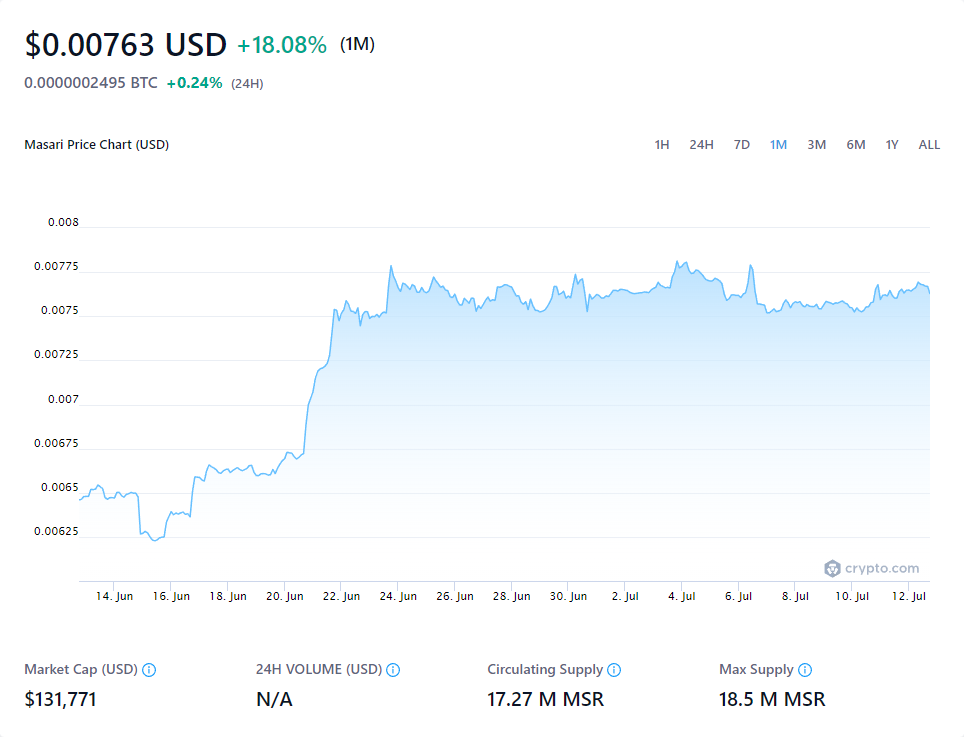 $0.00763 USD +18.08% (1M)
0.0000002495 BTC +0.24% (24H)
Masari Price Chart (USD) 1H 24H 7D 1M 3M 6M 1Y ALL
0.008
0.00775
0.0075
0.00725
0.007
0.00675
0.0065
0.00625
crypto.com
14. Jun 16. Jun 18. Jun 20. Jun 22. Jun 24. Jun 26. Jun 28. Jun 30. Jun 2. Jul 4. Jul 6. Jul 8. Jul 10. Jul 12. Jul
Market Cap (USD) 24H VOLUME (USD) Circulating Supply Max Supply
$131,771 N/A 17.27 M MSR 18.5 M MSR